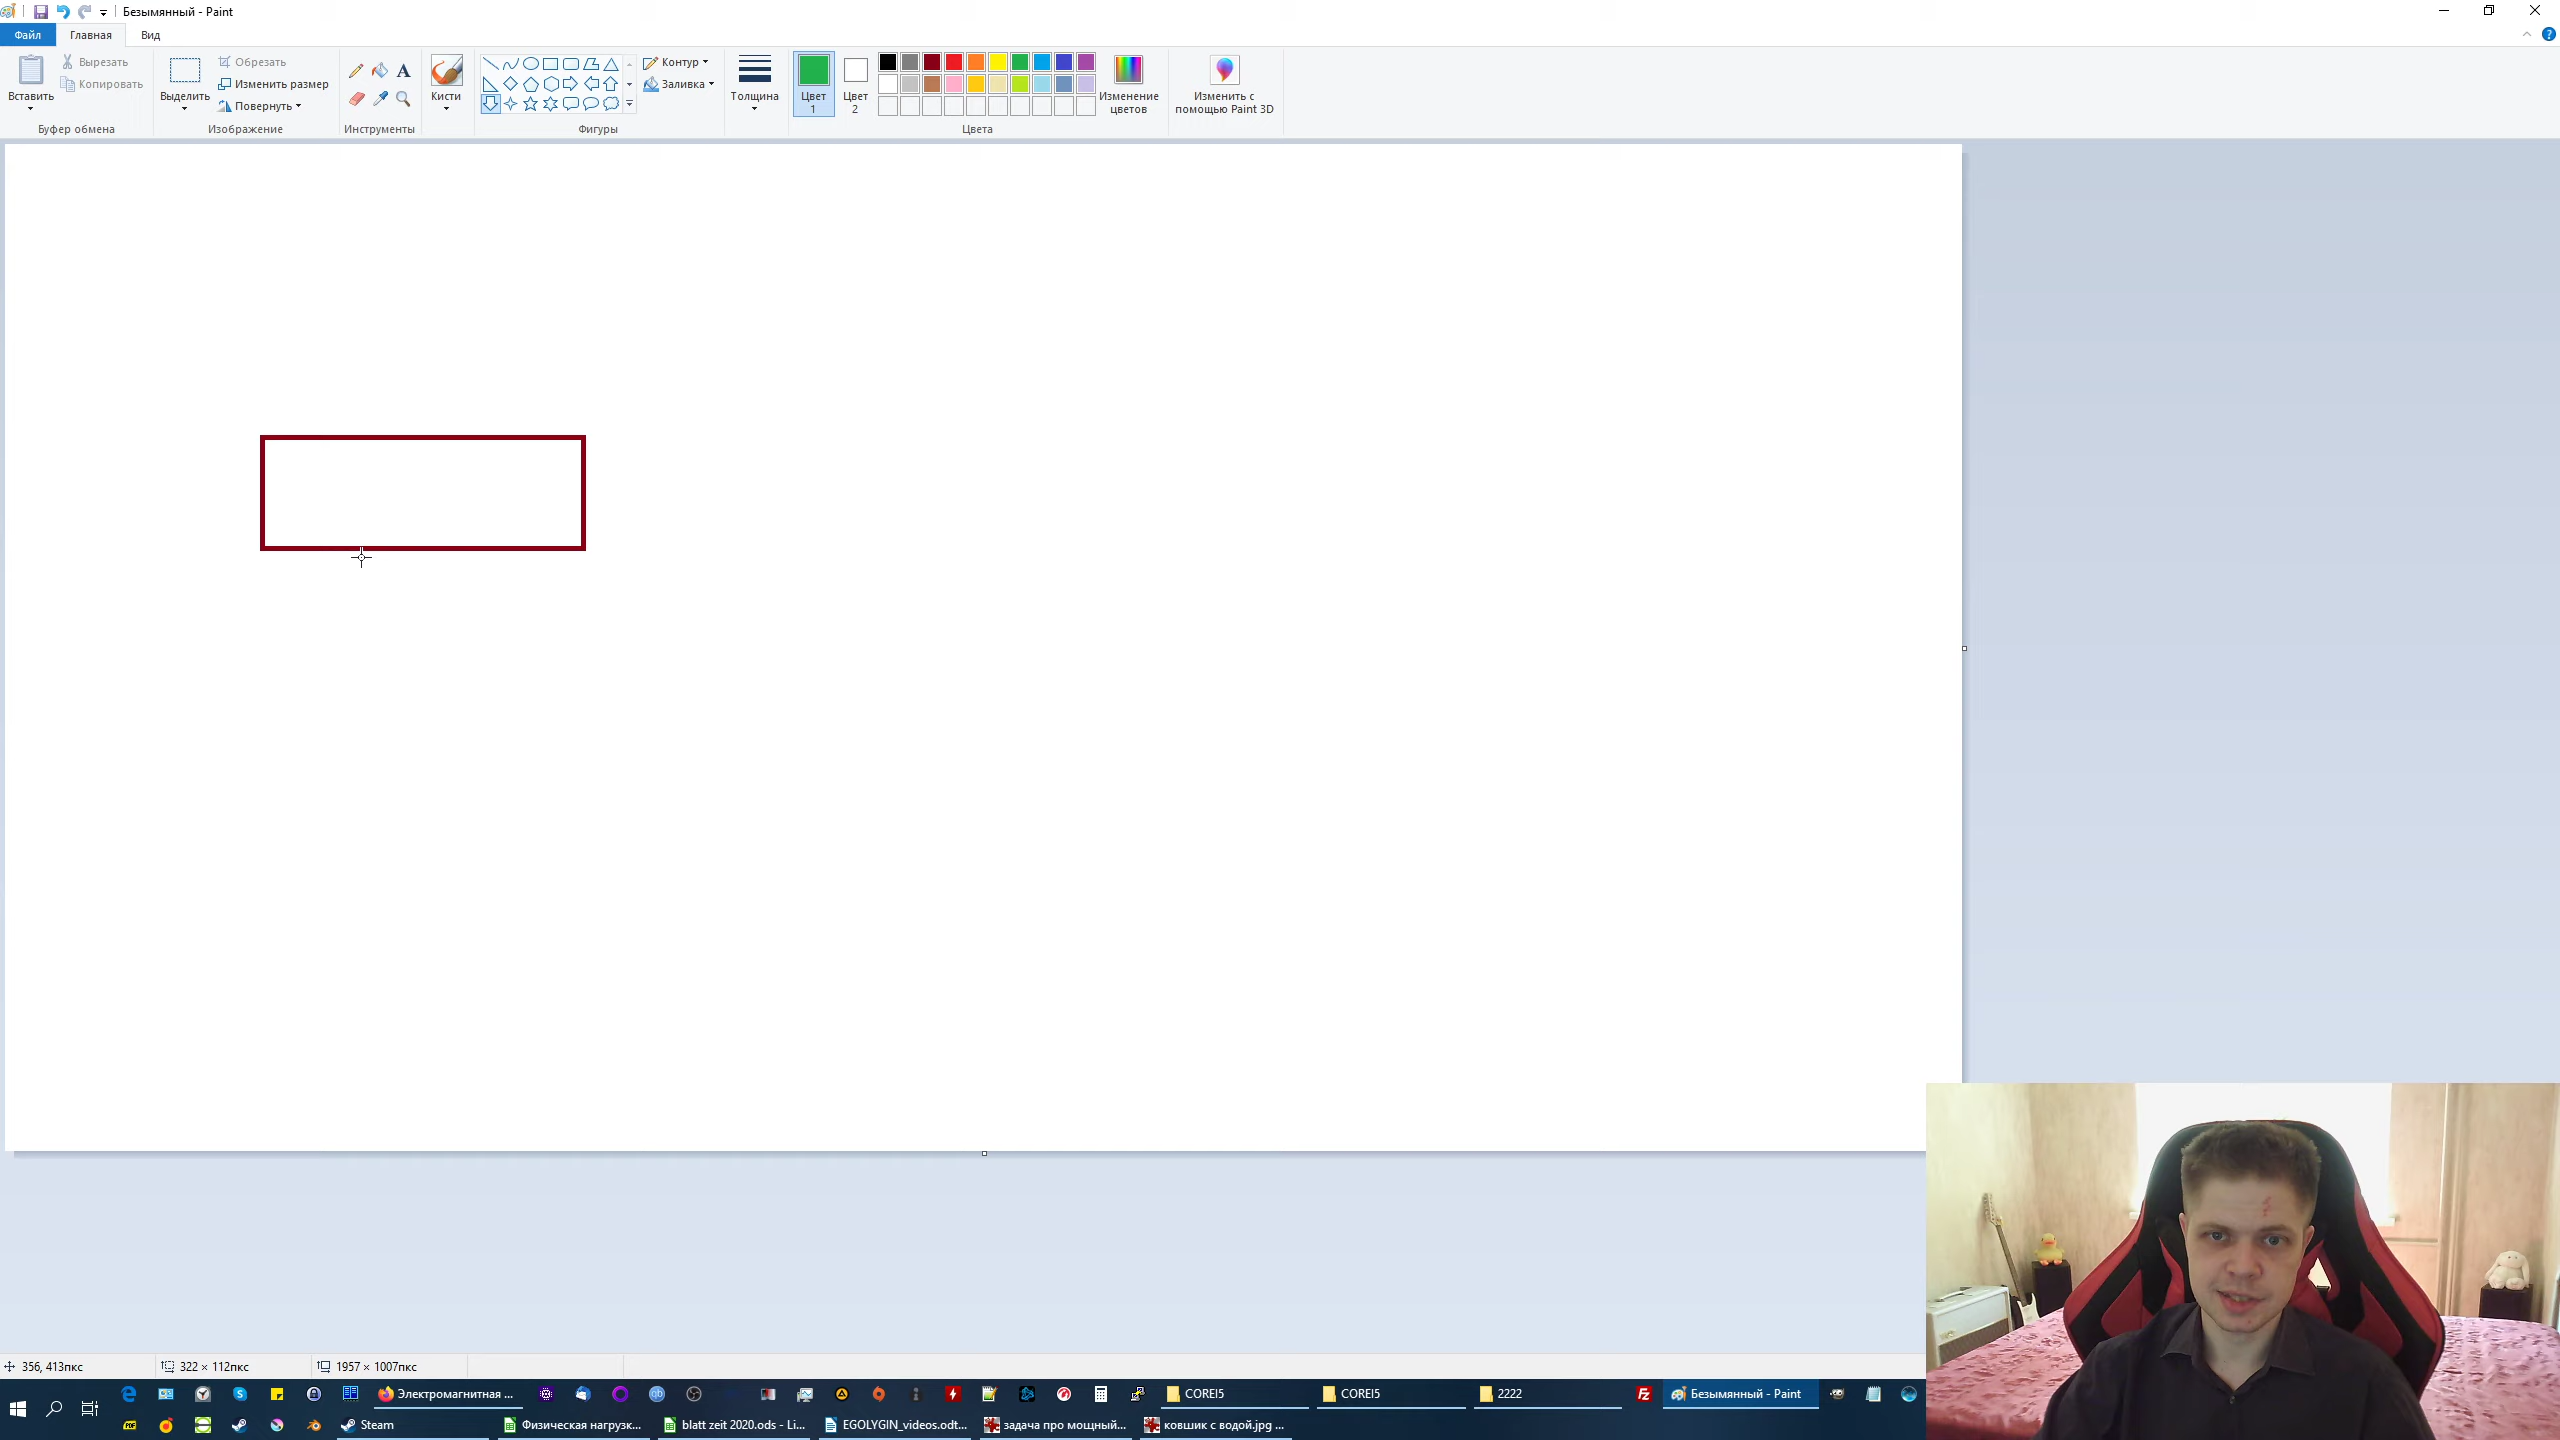 Безымянный - Paint
Файл
Главная
Вид
Вставить
Вырезать
Копировать
Буфер обмена
Выделить
Обрезать
Изменить размер
Повернуть
Изображение
A
Инструменты
Кисти
Фигуры
Контур
Заливка
Толщина
Цвет 1
Цвет 2
Цвета
Изменение цветов
Изменить с помощью Paint 3D
356, 413пкс
322 × 112пкс
1957 × 1007пкс
Электромагнитная ...
qb
COREI5
COREI5
2222
Fz
Безымянный - Paint
PDF
Steam
Физическая нагрузк...
blatt zeit 2020.ods - Li...
EGOLYGIN_videos.odt...
задача про мощный...
ковшик с водой.jpg ...